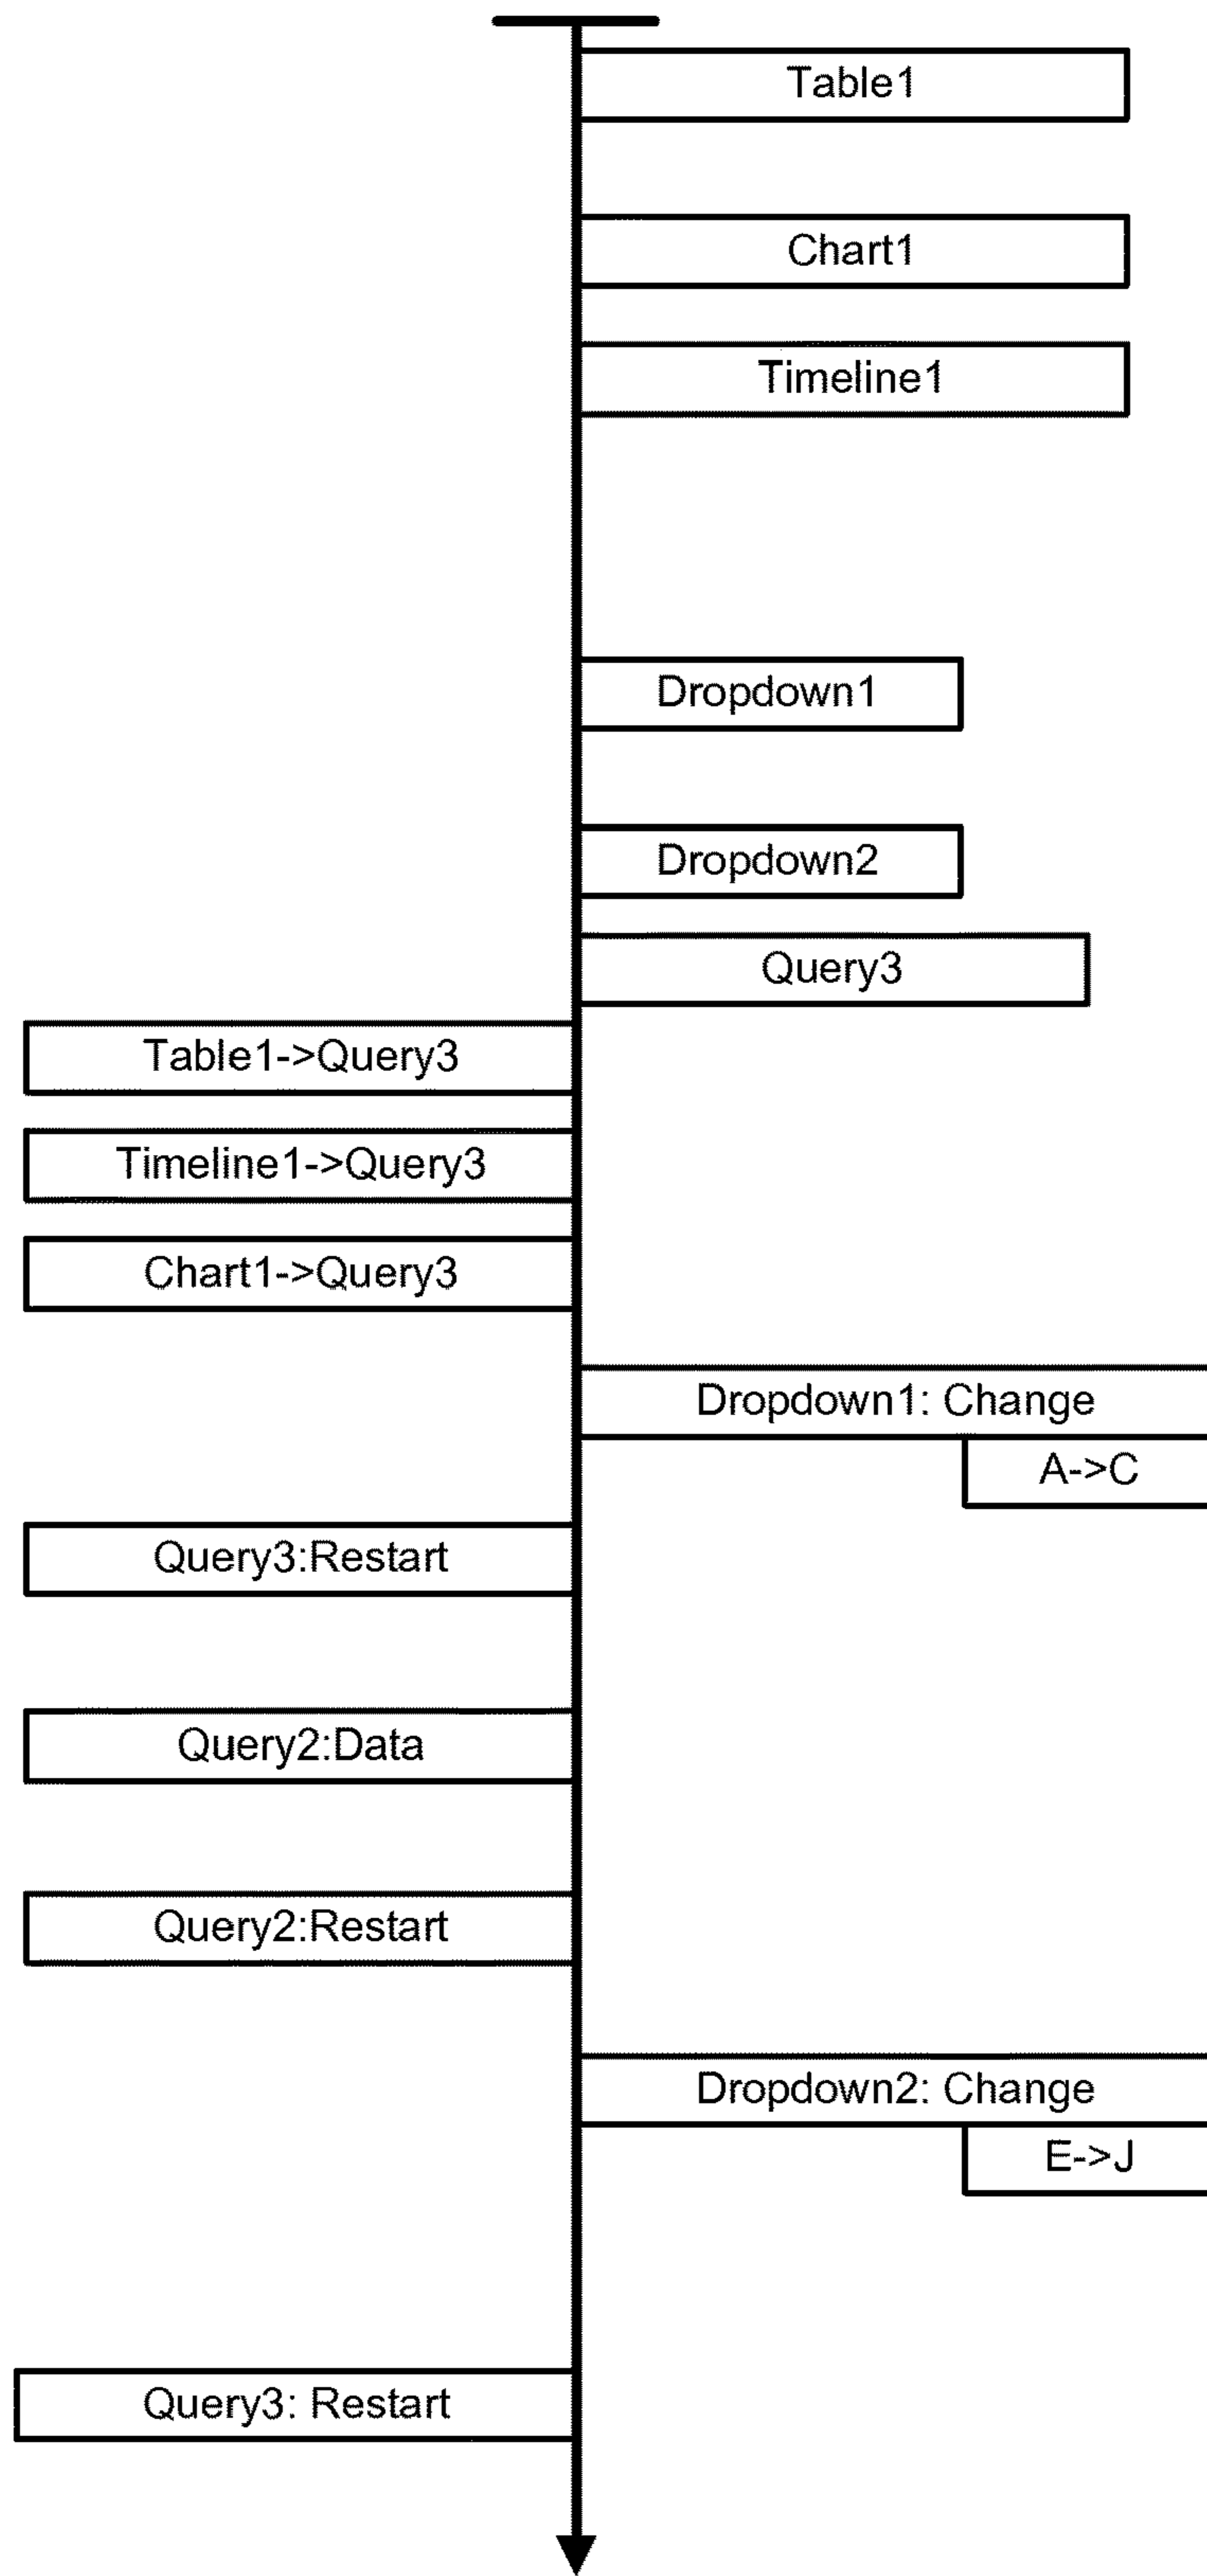 Table1
Chart1
Timeline1
Dropdown1
Dropdown2
Query3
Table1->Query3
Timeline1->Query3
Chart1->Query3
Dropdown1: Change
A->C
Query3:Restart
Query2:Data
Query2:Restart
Dropdown2: Change
E->J
Query3: Restart